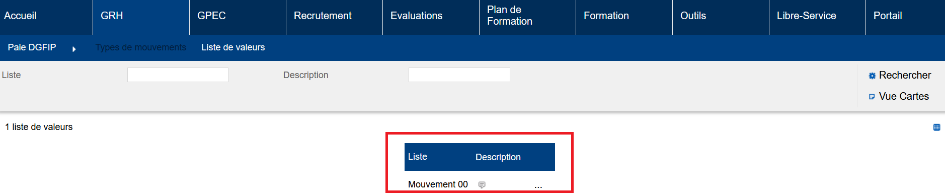 Accueil GRH GPEC Recrutement Evaluations Plan de Formation Formation Outils Libre-Service Portail
Paie DGFIP Types de mouvements Liste de valeurs
Liste Description Rechercher
Vue Cartes
1 liste de valeurs
Liste Description
Mouvement 00 ...